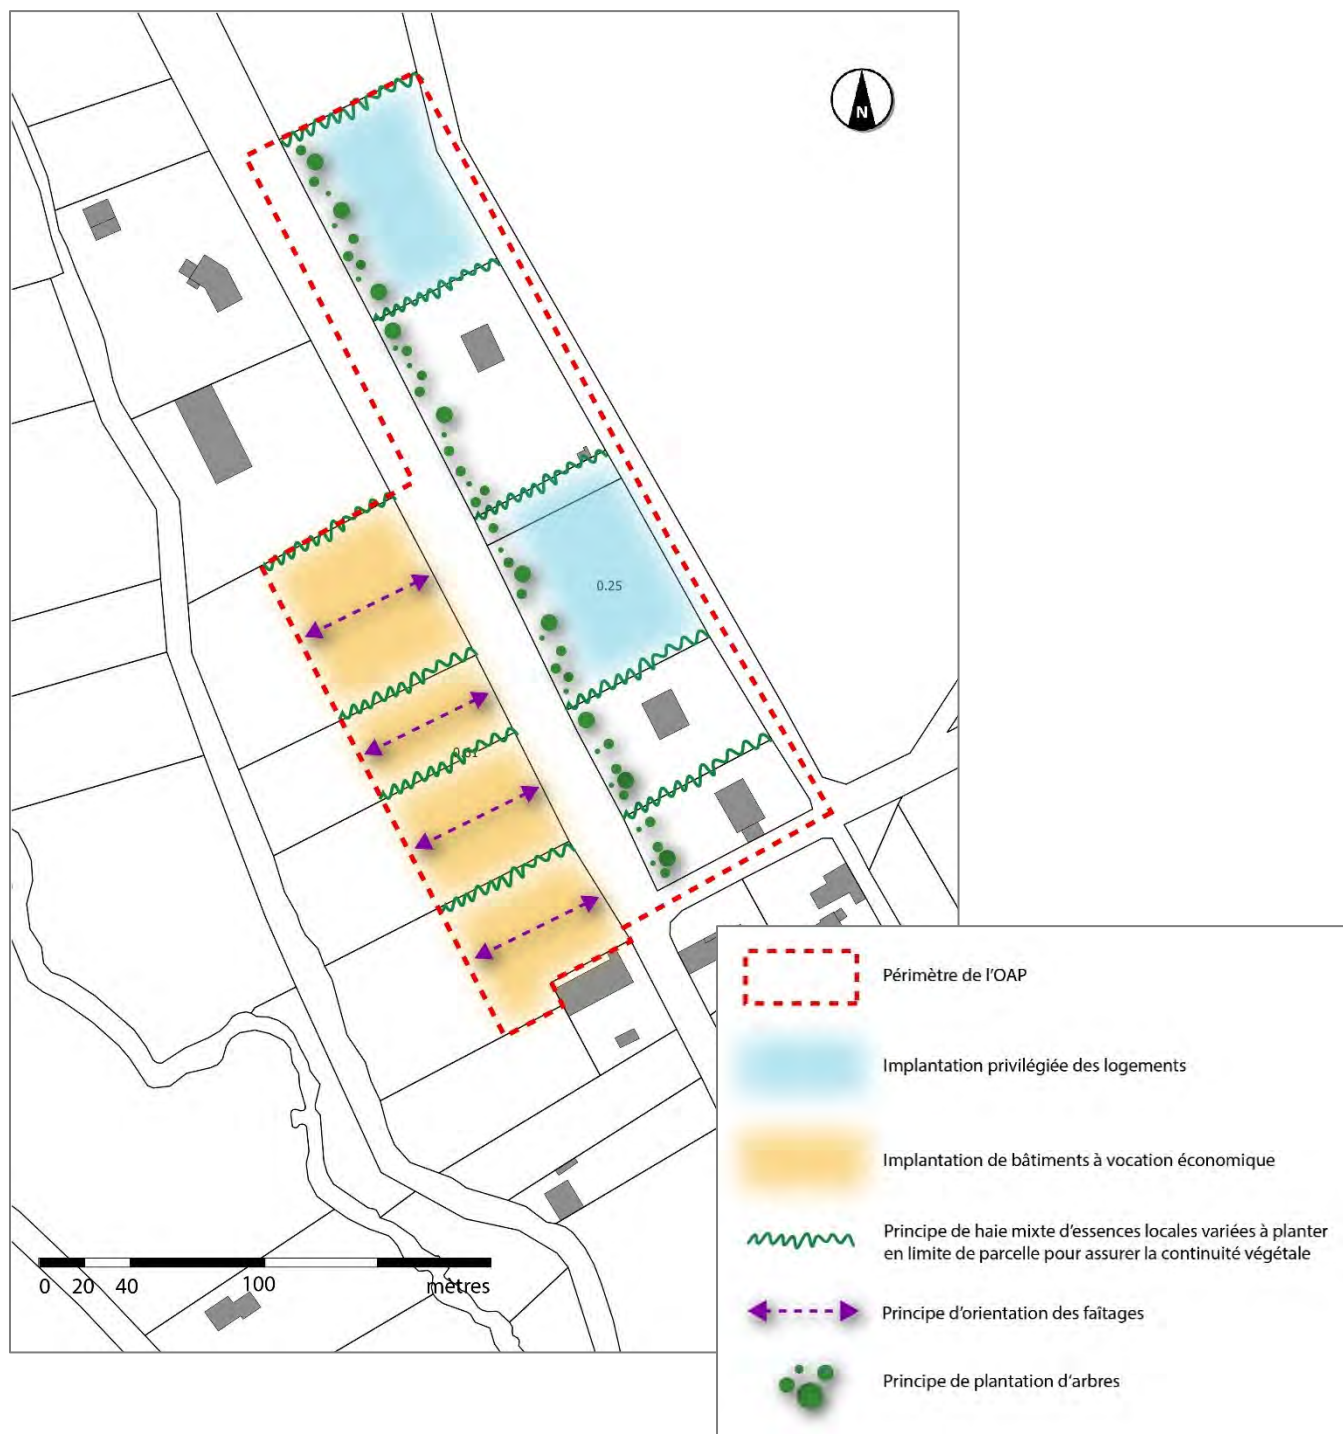 N
0.25
0 20 40 100 mètres
Périmètre de l'OAP
Implantation privilégiée des logements
Implantation de bâtiments à vocation économique
Principe de haie mixte d'essences locales variées à planter
en limite de parcelle pour assurer la continuité végétale
Principe d'orientation des faîtages
Principe de plantation d'arbres